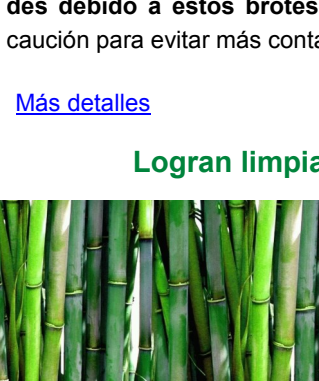 des debido a estos brotes
caución para evitar más conta
Más detalles
Logran limpia